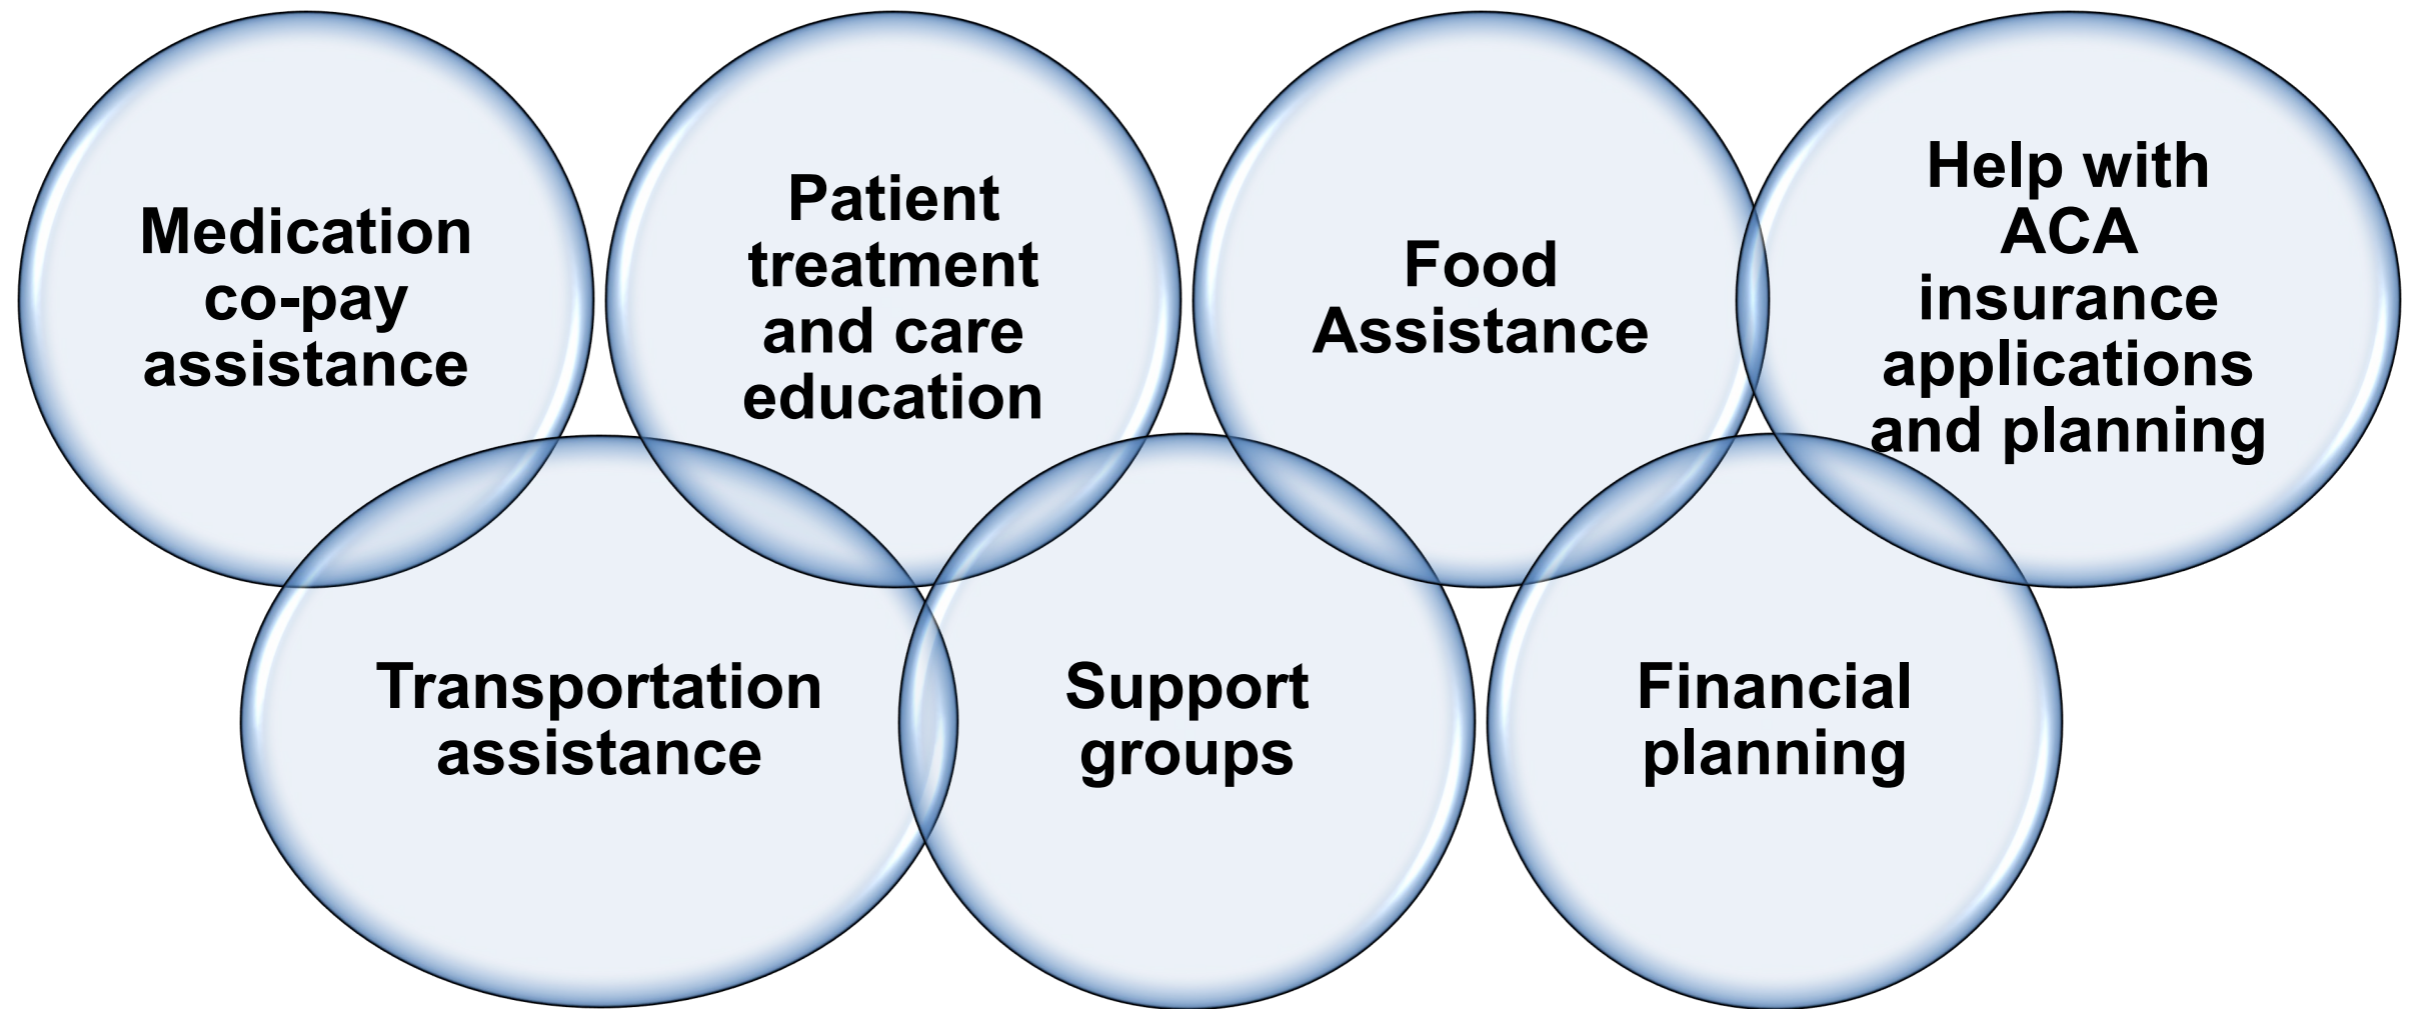 Medication
co-pay
assistance
Patient
treatment
and care
education
Food
Assistance
Help with
ACA
insurance
applications
and planning
Transportation
assistance
Support
groups
Financial
planning